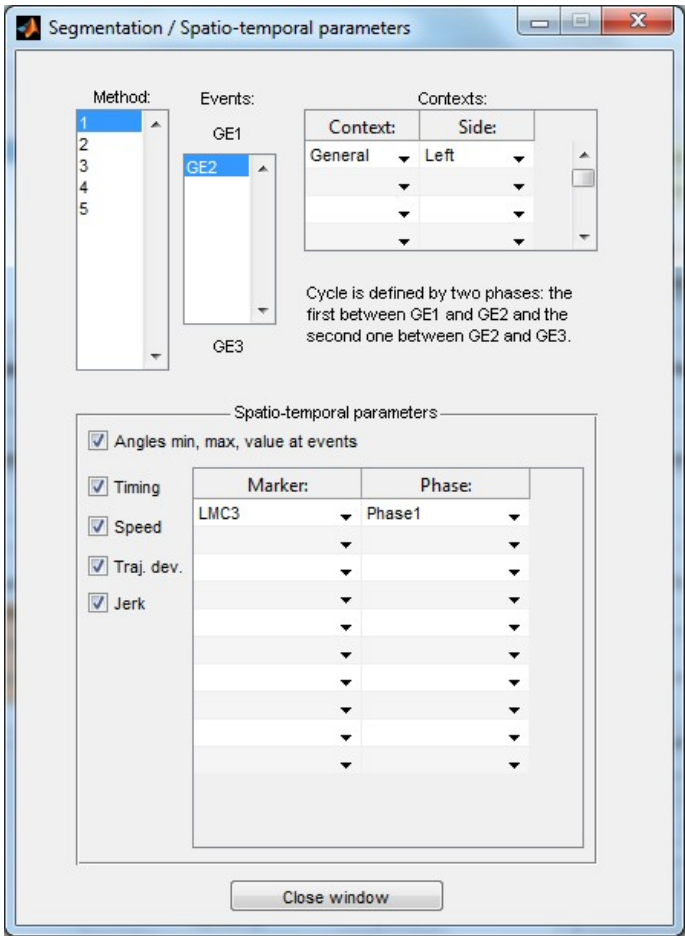 Segmentation / Spatio-temporal parameters
Method: Events: Contexts:
1
2
3
4
5
GE1
GE2
GE3
Context: Side:
General Left
Cycle is defined by two phases: the
first between GE1 and GE2 and the
second one between GE2 and GE3.
Spatio-temporal parameters
Angles min, max, value at events
Timing
Speed
Traj. dev.
Jerk
Marker: Phase:
LMC3 Phase1
Close window